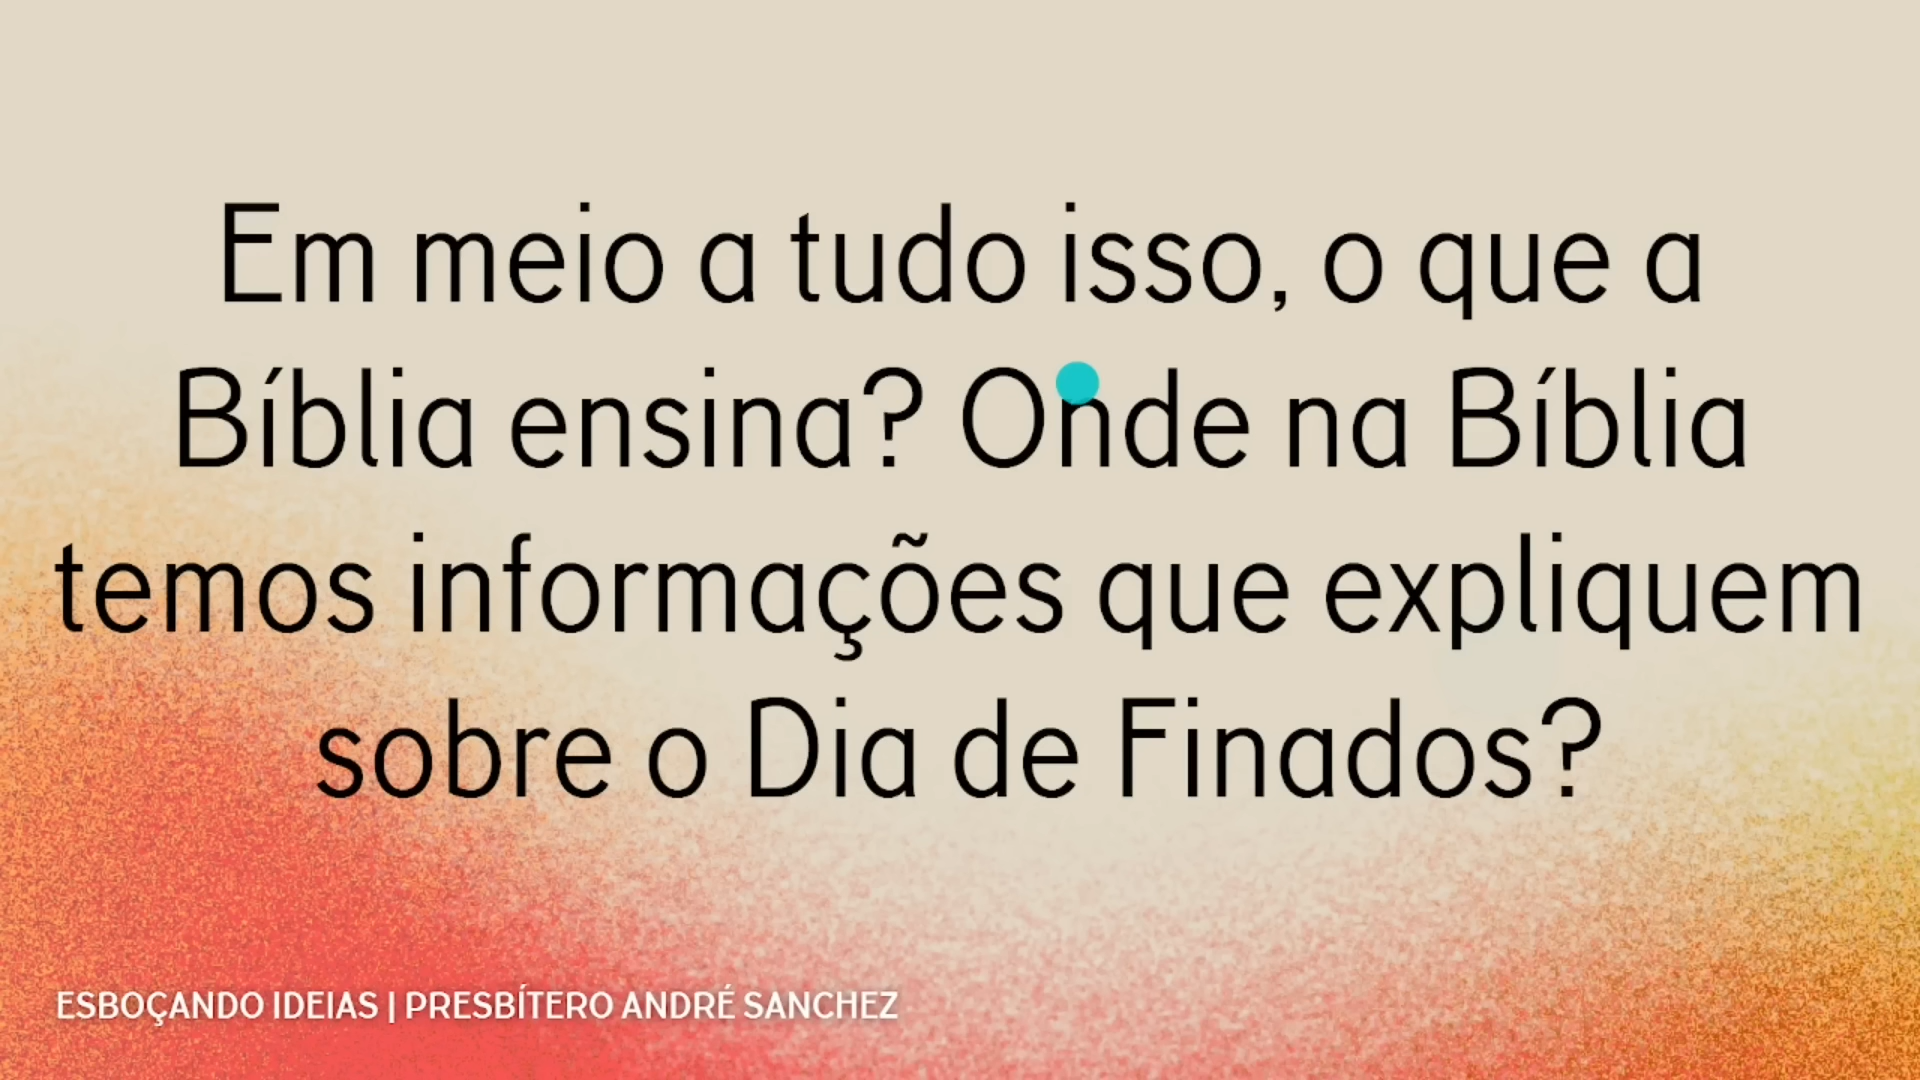 Em meio a tudo isso, o que a
Bíblia ensina? Onde na Bíblia
temos informações que expliquem
sobre o Dia de Finados?
ESBOÇANDO IDEIAS | PRESBÍTERO ANDRÉ SANCHEZ